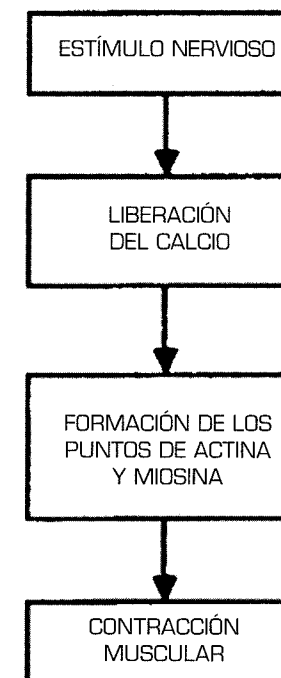 ESTÍMULO NERVIOSO
LIBERACIÓN
DEL CALCIO
FORMACIÓN DE LOS
PUNTOS DE ACTINA
Y MIOSINA
CONTRACCIÓN
MUSCULAR